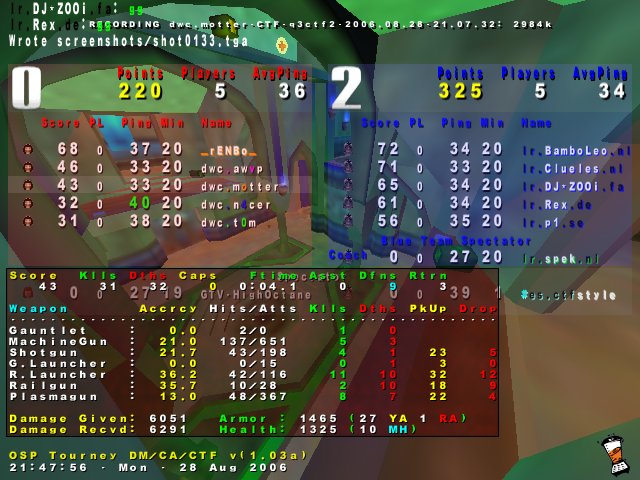 lr.DJ*ZOOi.fa: gg
lr.Rex.de: gg
RECORDING dwc.motter-CTF-q3ctf2-2006.08.28-21.07.32: 2984k
Wrote screenshots/shot0133.tga
0 Points Players AvgPing
220 5 36
Score PL Ping Min Name
68 0 37 20 _rENBo_
46 0 33 20 dwc.awvp
43 0 33 20 dwc.motter
32 0 40 20 dwc.n4cer
31 0 38 20 dwc.t0m
2 Points Players AvgPing
325 5 34
Score PL Ping Min Name
72 0 34 20 lr.BamboLeo.nl
71 0 33 20 lr.Clueles.nl
65 0 34 20 lr.DJ*ZOOi.fa
61 0 34 20 lr.Rex.de
56 0 35 20 lr.p1.se
Blue Team Spectator
Coach 0 27 20 lr.spek.nl
0 0 27 19 GTV-HighOctane
0 39 1 #es.ctfstyle
Score Klls Dths Caps Ftime Asst Dfns Rtrn
43 31 32 0 0:04.1 0 9 3
Weapon Accrcy Hits/Atts Klls Dths PkUp Drop
Gauntlet : 0.0 2/0 1 0
MachineGun : 21.0 137/651 5 3
Shotgun : 21.7 43/198 4 1 23 5
G.Launcher : 0.0 0/15 0 1 3 0
R.Launcher : 36.2 42/116 11 10 32 12
Railgun : 35.7 10/28 2 10 18 9
Plasmagun : 13.0 48/367 8 7 22 4
Damage Given: 6051 Armor : 1465 (27 YA 1 RA)
Damage Recvd: 6291 Health: 1325 (10 MH)
OSP Tourney DM/CA/CTF v(1.03a)
21:47:56 - Mon - 28 Aug 2006